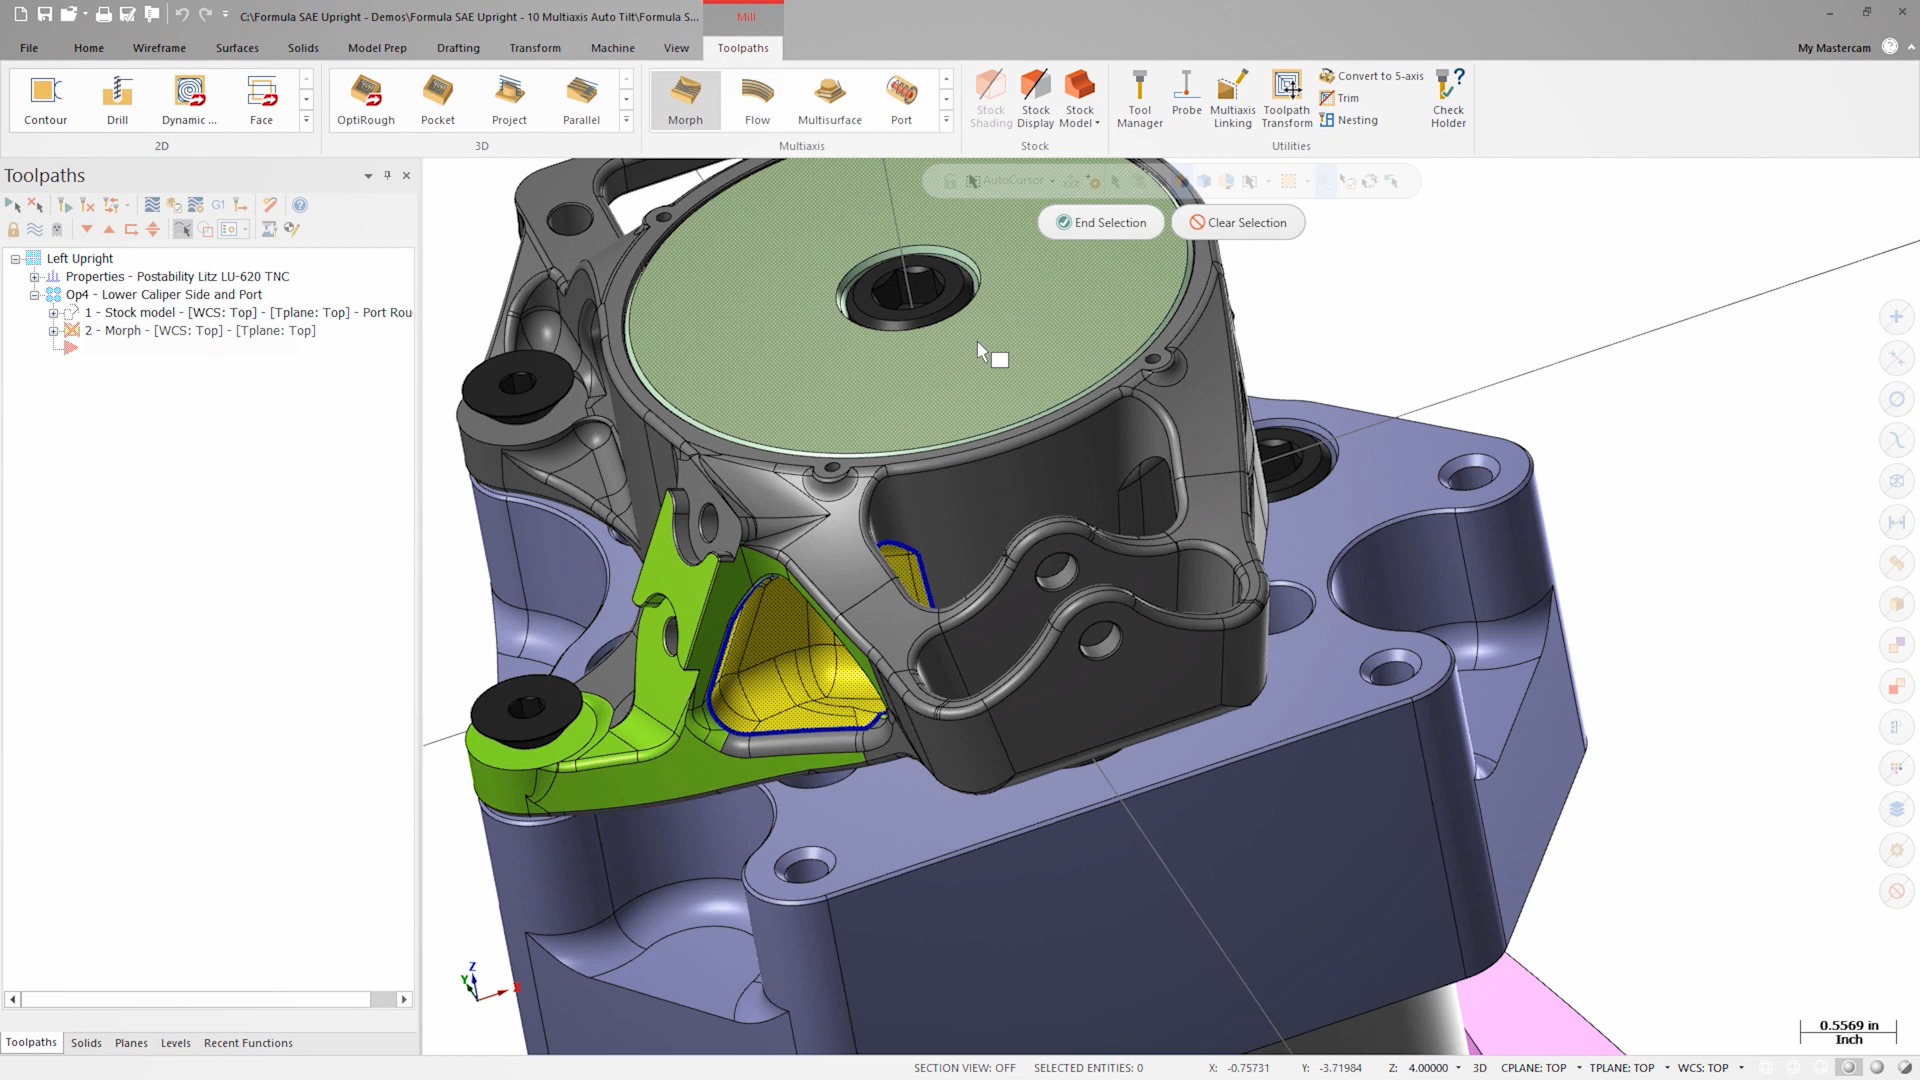 C:\Formula SAE Upright - Demos\Formula SAE Upright - 10 Multiaxis Auto Tilt\Formula S...
Mill
File Home Wireframe Surfaces Solids Model Prep Drafting Transform Machine View Toolpaths My Mastercam
Contour Drill Dynamic ... Face OptiRough Pocket Project Parallel Morph Flow Multisurface Port
Stock Shading
Stock Display
Stock Model
Tool Manager
Probe
Multiaxis Linking
Toolpath Transform
Convert to 5-axis
Trim
Nesting
Check Holder
2D 3D Multiaxis Stock Utilities
Toolpaths
AutoCursor
G1
End Selection Clear Selection
Left Upright
Properties - Postability Litz LU-620 TNC
Op4 - Lower Caliper Side and Port
1 - Stock model - [WCS: Top] - [Tplane: Top] - Port Rou
2 - Morph - [WCS: Top] - [Tplane: Top]
Z
Y
X
0.5569 in
Inch
Toolpaths Solids Planes Levels Recent Functions
SECTION VIEW: OFF SELECTED ENTITIES: 0 X: -0.75731 Y: -3.71984 Z: 4.00000 3D CPLANE: TOP TPLANE: TOP WCS: TOP